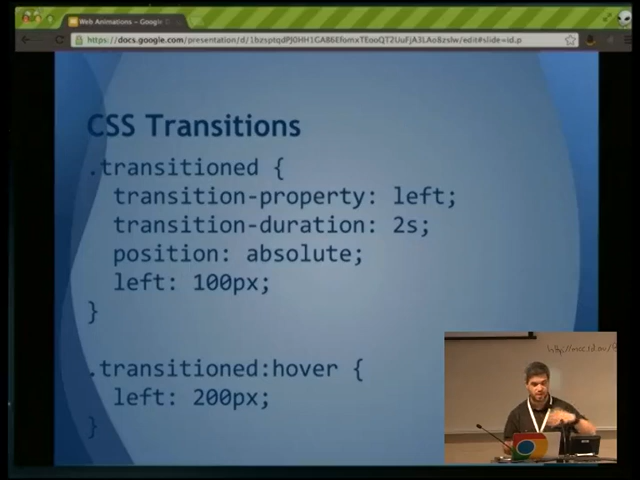 Web Animations – Google
https://docs.google.com/presentation/d/
CSS Transitions
.transitioned {
transition-property: left;
transition-duration: 2s;
position: absolute;
left: 100px;
}
.transitioned:hover {
left: 200px;
}